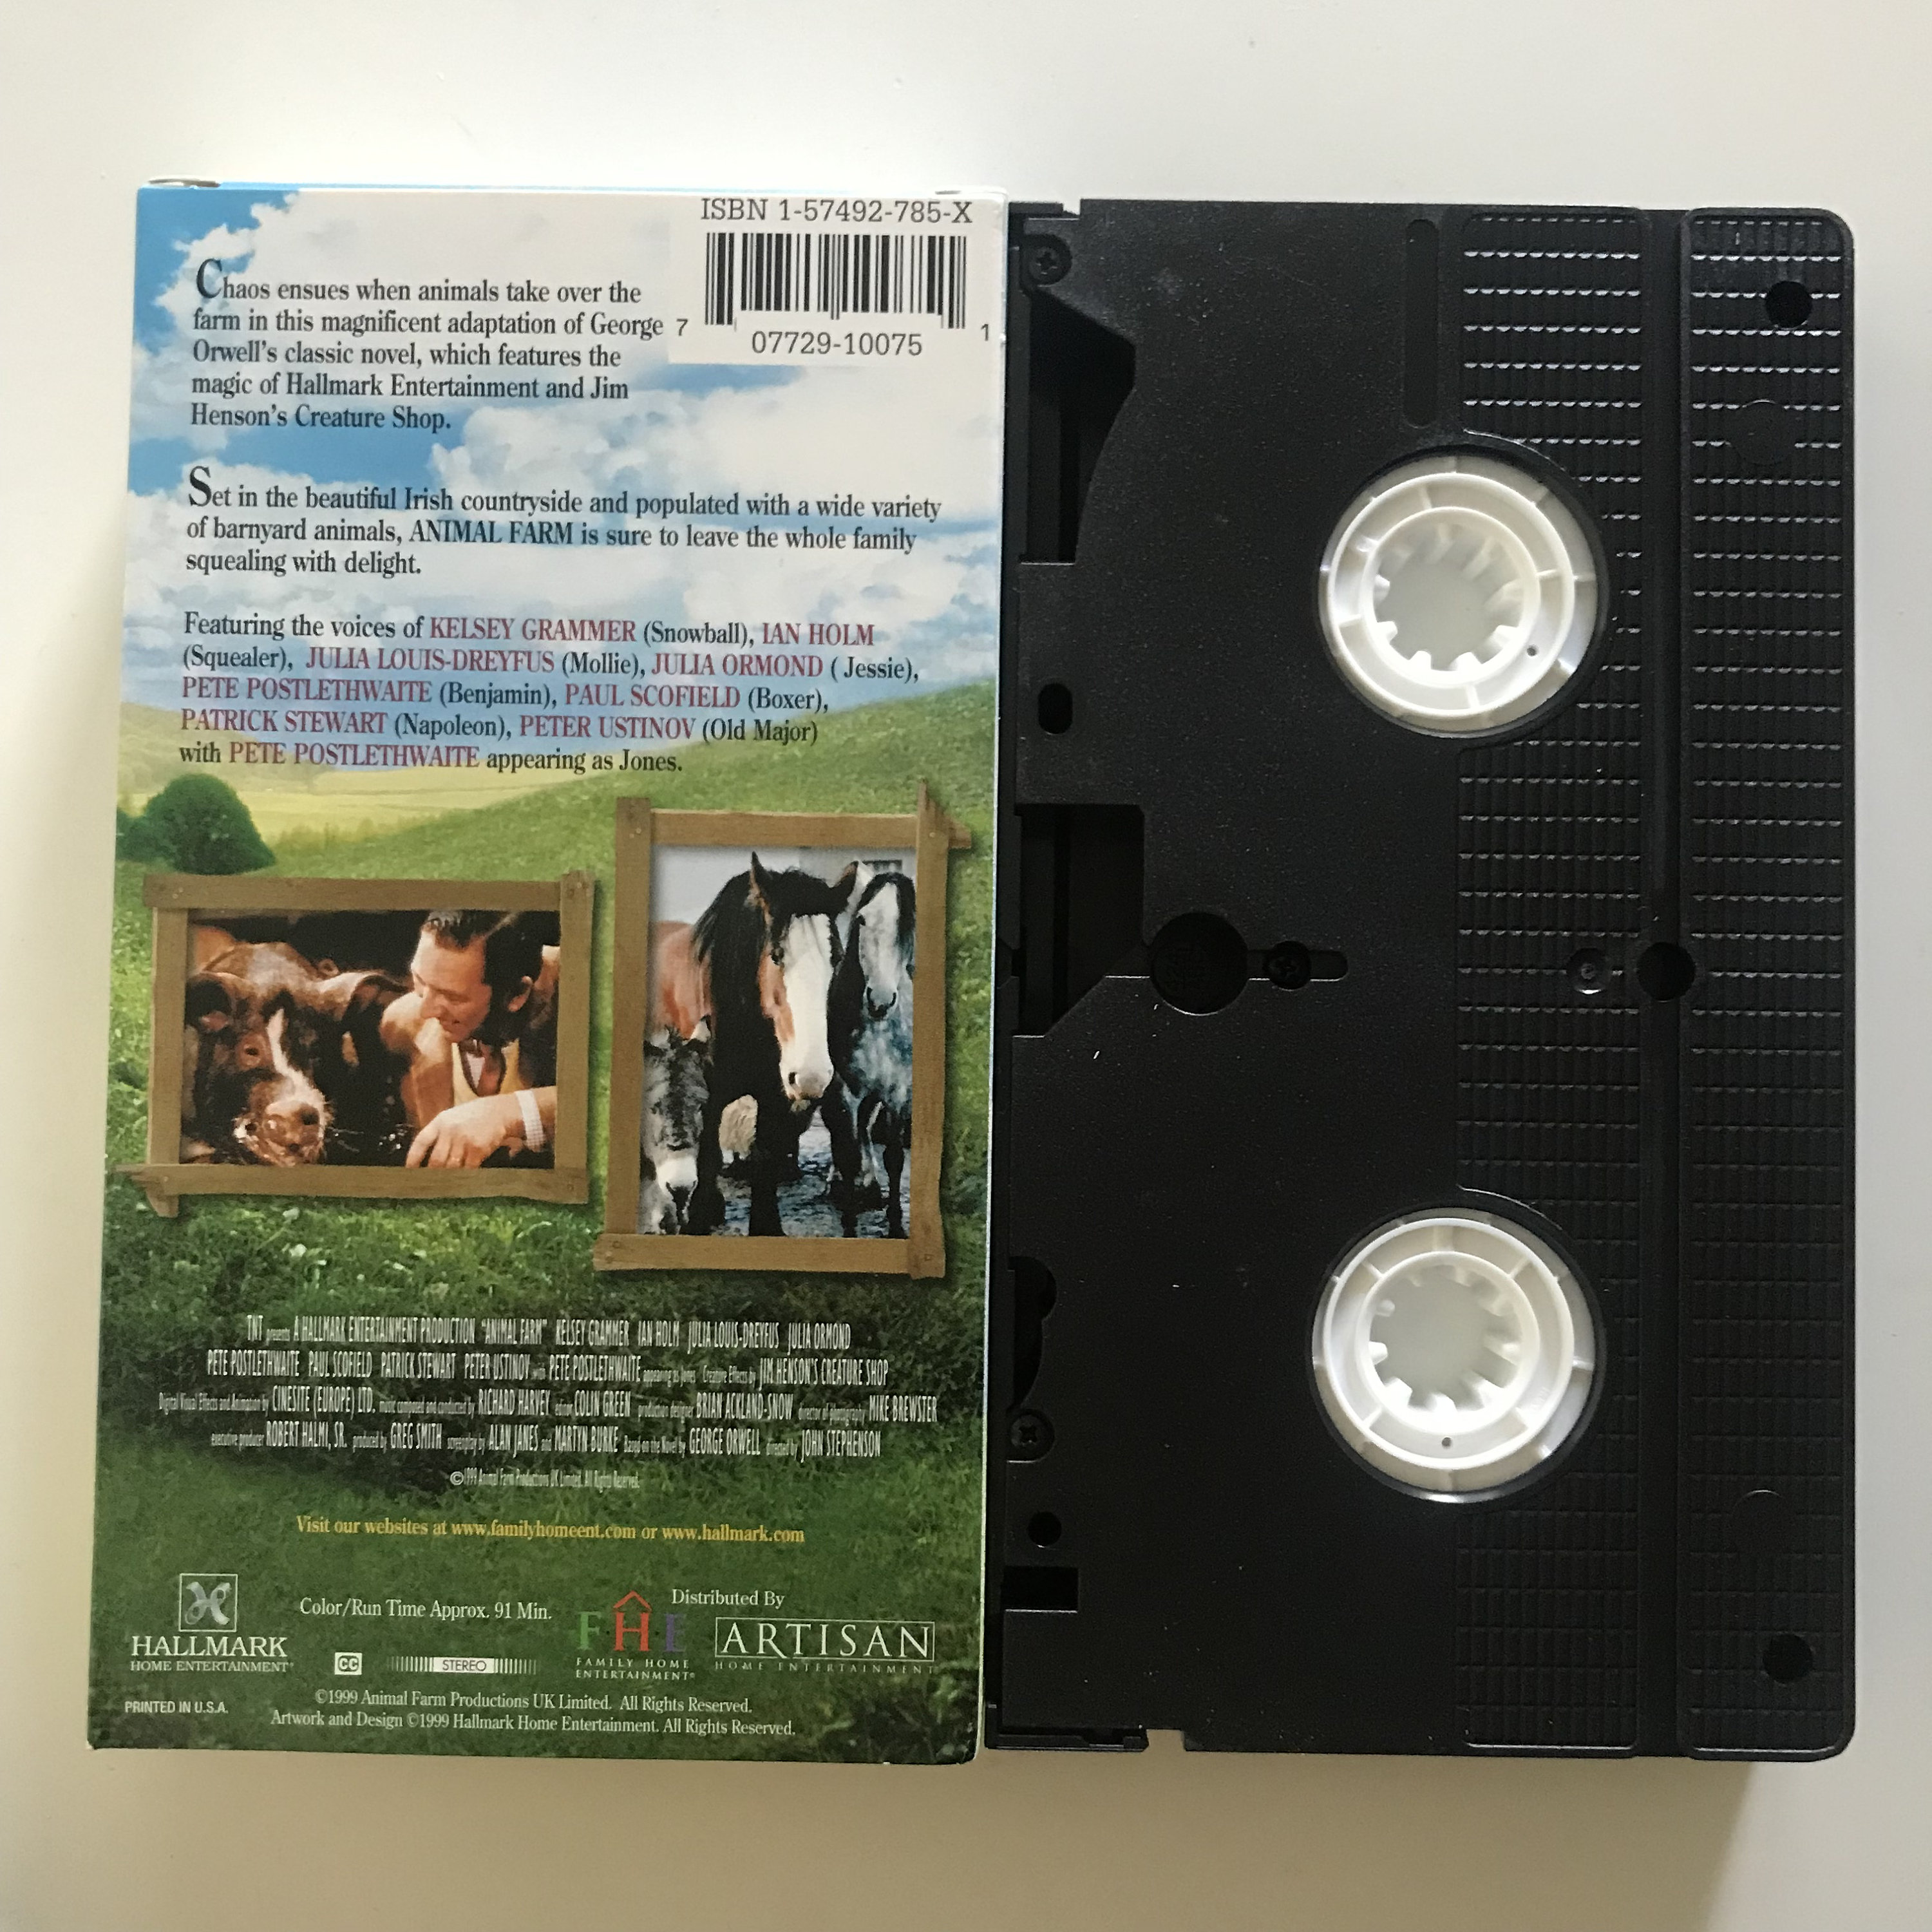 ISBN 1-57492-785-X
7 07729-10075 1
Chaos ensues when animals take over the
farm in this magnificent adaptation of George
Orwell's classic novel, which features the
magic of Hallmark Entertainment and Jim
Henson's Creature Shop.
Set in the beautiful Irish countryside and populated with a wide variety
of barnyard animals, ANIMAL FARM is sure to leave the whole family
squealing with delight.
Featuring the voices of KELSEY GRAMMER (Snowball), IAN HOLM
(Squealer), JULIA LOUIS-DREYFUS (Mollie), JULIA ORMOND ( Jessie),
PETE POSTLETHWAITE (Benjamin), PAUL SCOFIELD (Boxer),
PATRICK STEWART (Napoleon), PETER USTINOV (Old Major)
with PETE POSTLETHWAITE appearing as Jones.
TNT presents A HALLMARK ENTERTAINMENT PRODUCTION "ANIMAL FARM" KELSEY GRAMMER IAN HOLM JULIA LOUIS-DREYFUS JULIA ORMOND
PETE POSTLETHWAITE PAUL SCOFIELD PATRICK STEWART PETER USTINOV with PETE POSTLETHWAITE appearing as Jones Creature Effects by JIM HENSON'S CREATURE SHOP
Digital Visual Effects and Animation by CINESITE (EUROPE) LTD. music composed and conducted by RICHARD HARVEY editor COLIN GREEN production designer BRIAN ACKLAND-SNOW director of photography MIKE BREWSTER
executive producer ROBERT HALMI, SR. produced by GREG SMITH screenplay by ALAN JANES and MARTYN BURKE Based on the Novel by GEORGE ORWELL directed by JOHN STEPHENSON
©1999 Animal Farm Productions UK Limited. All Rights Reserved.
Visit our websites at www.familyhomeent.com or www.hallmark.com
HALLMARK
HOME ENTERTAINMENT
Color/Run Time Approx. 91 Min.
CC STEREO
FHE
FAMILY HOME
ENTERTAINMENT®
Distributed By
ARTISAN
HOME ENTERTAINMENT
PRINTED IN U.S.A.
©1999 Animal Farm Productions UK Limited. All Rights Reserved.
Artwork and Design ©1999 Hallmark Home Entertainment. All Rights Reserved.